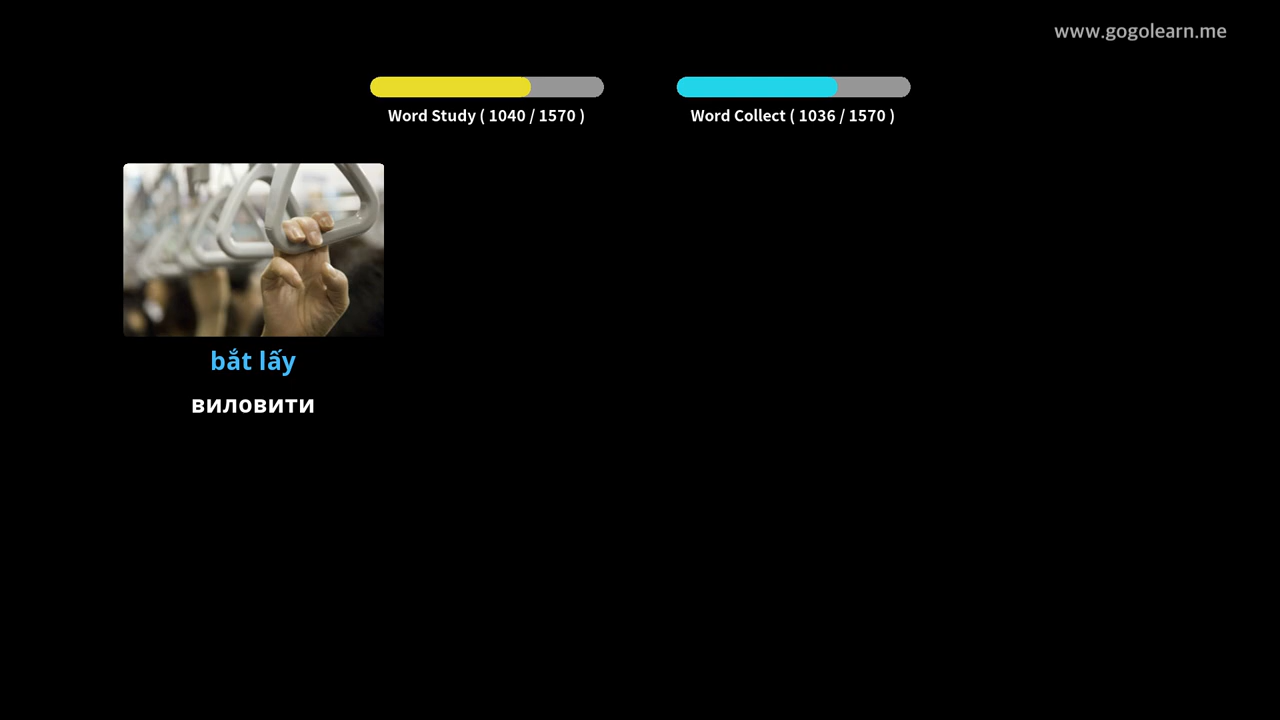 www.gogolearn.me
Word Study ( 1040 / 1570 )
Word Collect ( 1036 / 1570 )
bắt lấy
виловити